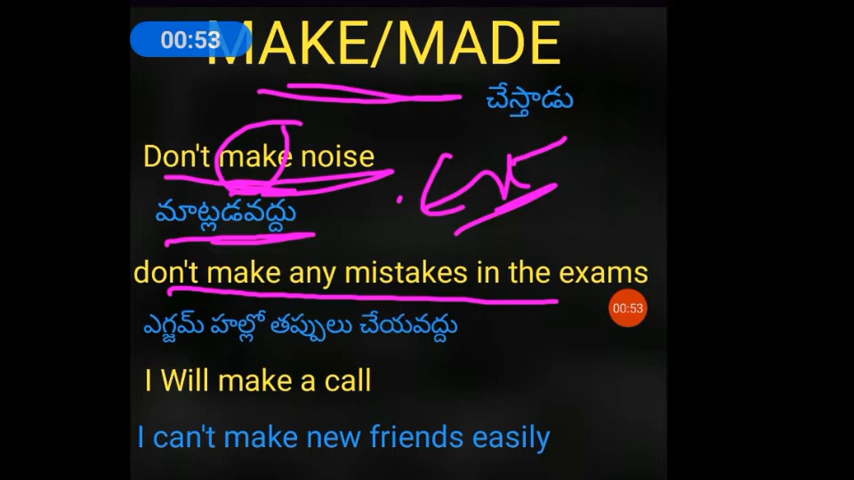 00:53
MAKE/MADE
చేస్తాడు
Don't make noise
మాట్లడవద్దు
don't make any mistakes in the exams
00:53
ఎగ్జమ్ హల్లో తప్పులు చేయవద్దు
I Will make a call
I can't make new friends easily